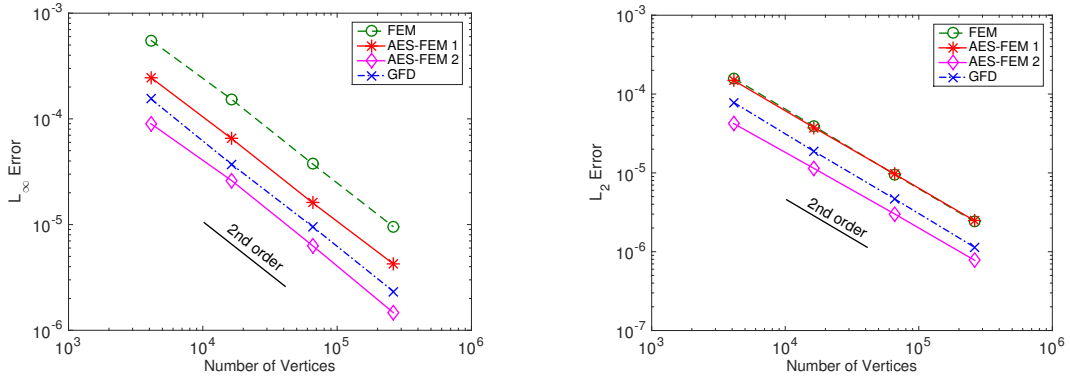 10^-3
10^-4
10^-5
10^-6
L∞ Error
FEM
AES-FEM 1
AES-FEM 2
GFD
2nd order
10^3
10^4
10^5
10^6
Number of Vertices
10^-3
10^-4
10^-5
10^-6
10^-7
L2 Error
FEM
AES-FEM 1
AES-FEM 2
GFD
2nd order
10^3
10^4
10^5
10^6
Number of Vertices